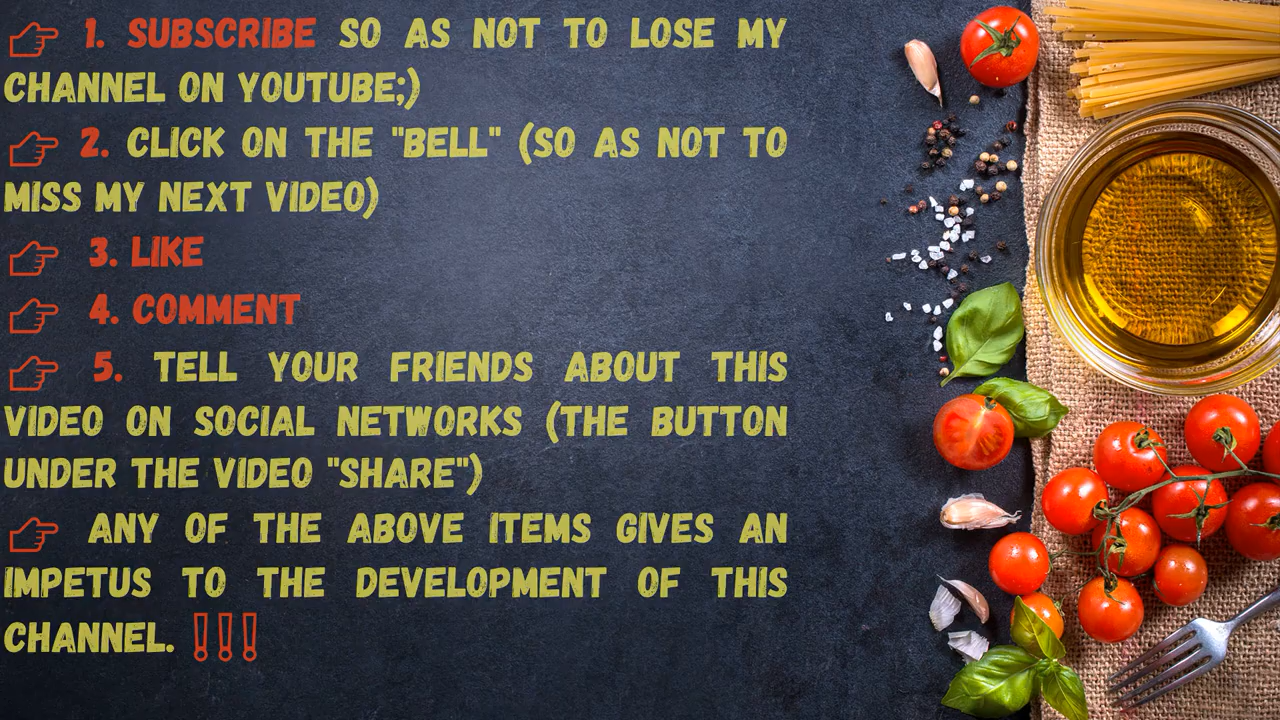 👉 1. SUBSCRIBE SO AS NOT TO LOSE MY
CHANNEL ON YOUTUBE;)
👉 2. CLICK ON THE "BELL" (SO AS NOT TO
MISS MY NEXT VIDEO)
👉 3. LIKE
👉 4. COMMENT
👉 5. TELL YOUR FRIENDS ABOUT THIS
VIDEO ON SOCIAL NETWORKS (THE BUTTON
UNDER THE VIDEO "SHARE")
👉 ANY OF THE ABOVE ITEMS GIVES AN
IMPETUS TO THE DEVELOPMENT OF THIS
CHANNEL. ❗❗❗